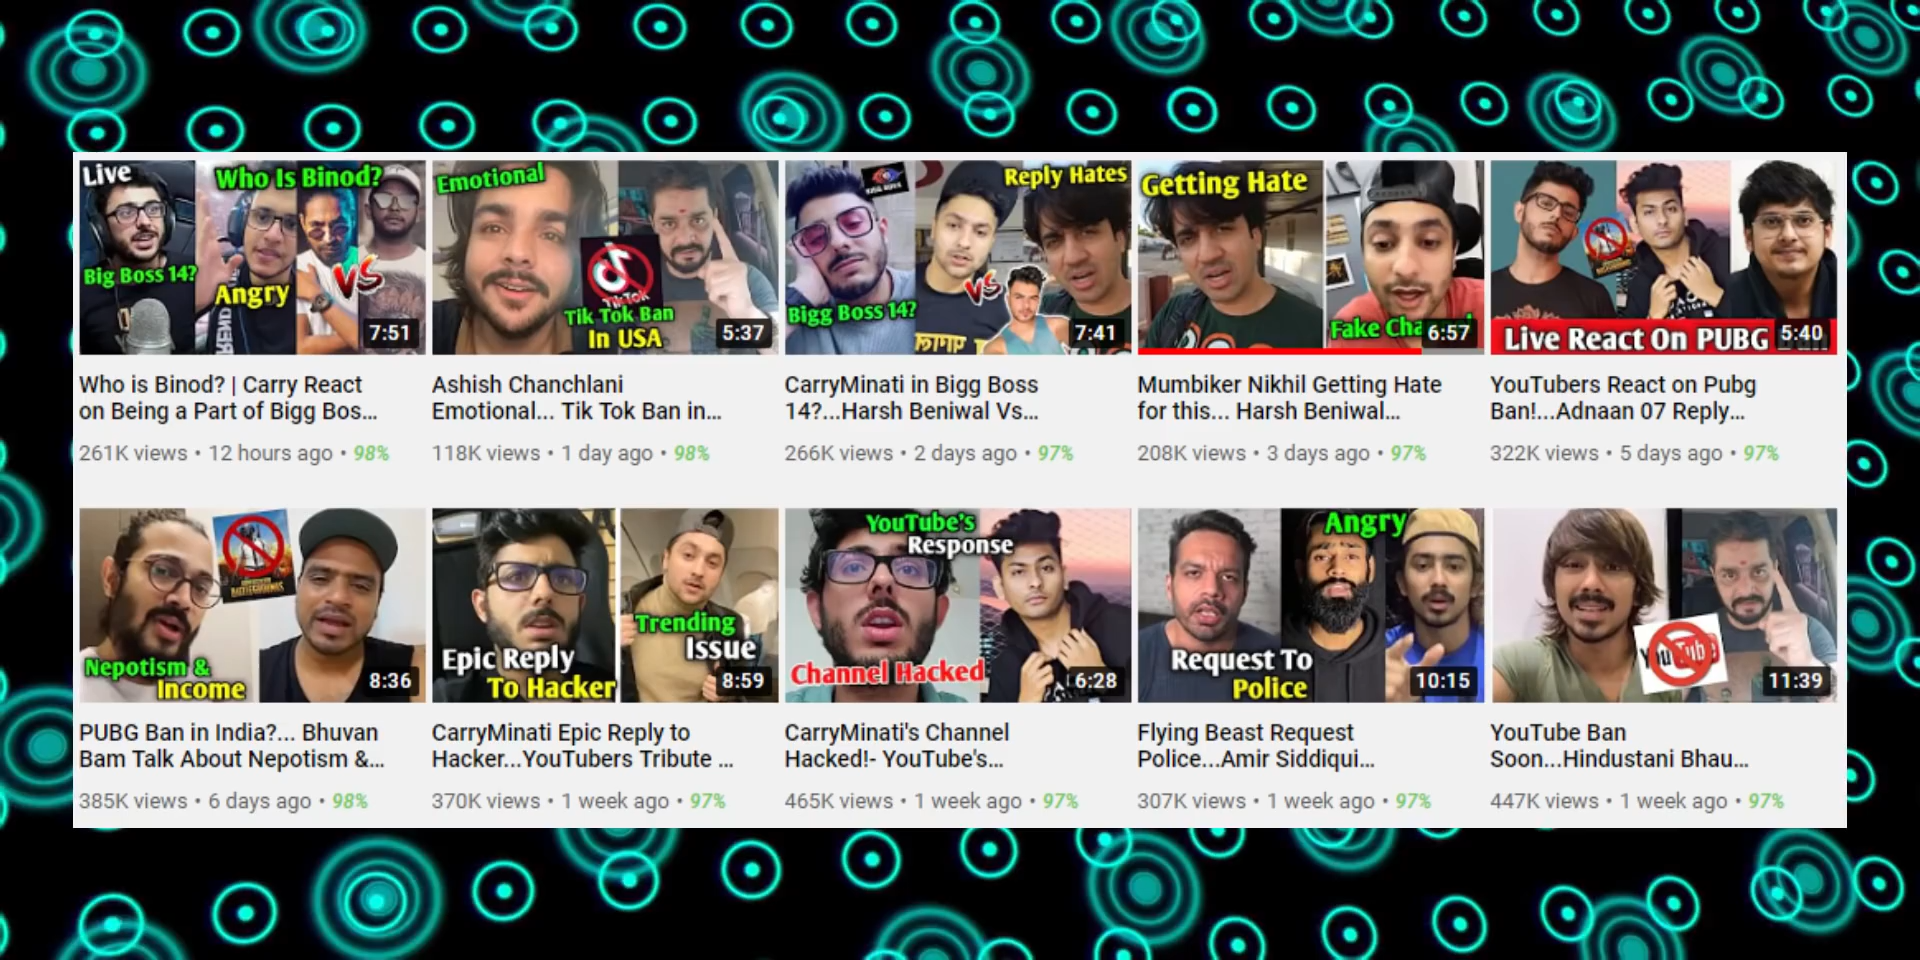 Live
Who Is Binod?
Big Boss 14?
Angry
VS
7:51
Emotional
TikTok
Tik Tok Ban
In USA
5:37
Reply Hates
Bigg Boss 14?
VS
7:41
Getting Hate
Fake Cha
6:57
Live React On PUBG
5:40
Who is Binod? | Carry React
on Being a Part of Bigg Bos...
261K views • 12 hours ago • 98%
Ashish Chanchlani
Emotional... Tik Tok Ban in...
118K views • 1 day ago • 98%
CarryMinati in Bigg Boss
14?...Harsh Beniwal Vs...
266K views • 2 days ago • 97%
Mumbiker Nikhil Getting Hate
for this... Harsh Beniwal...
208K views • 3 days ago • 97%
YouTubers React on Pubg
Ban!...Adnaan 07 Reply...
322K views • 5 days ago • 97%
Nepotism &
Income
8:36
Epic Reply
To Hacker
Trending
Issue
8:59
YouTube's
Response
Channel Hacked
6:28
Angry
Request To
Police
10:15
YouTube
11:39
PUBG Ban in India?... Bhuvan
Bam Talk About Nepotism &...
385K views • 6 days ago • 98%
CarryMinati Epic Reply to
Hacker...YouTubers Tribute ...
370K views • 1 week ago • 97%
CarryMinati's Channel
Hacked!- YouTube's...
465K views • 1 week ago • 97%
Flying Beast Request
Police...Amir Siddiqui...
307K views • 1 week ago • 97%
YouTube Ban
Soon...Hindustani Bhau...
447K views • 1 week ago • 97%